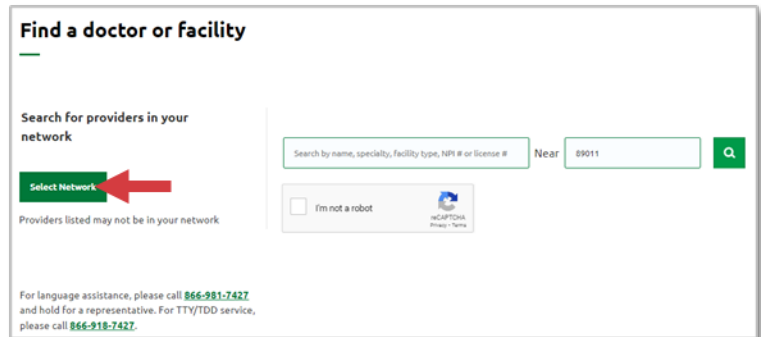 Find a doctor or facility
Search for providers in your
network
Search by name, specialty, facility type, NPI # or license #
Near
89011
Select Network
I'm not a robot
reCAPTCHA
Privacy - Terms
Providers listed may not be in your network
For language assistance, please call 866-981-7427
and hold for a representative. For TTY/TDD service,
please call 866-918-7427.